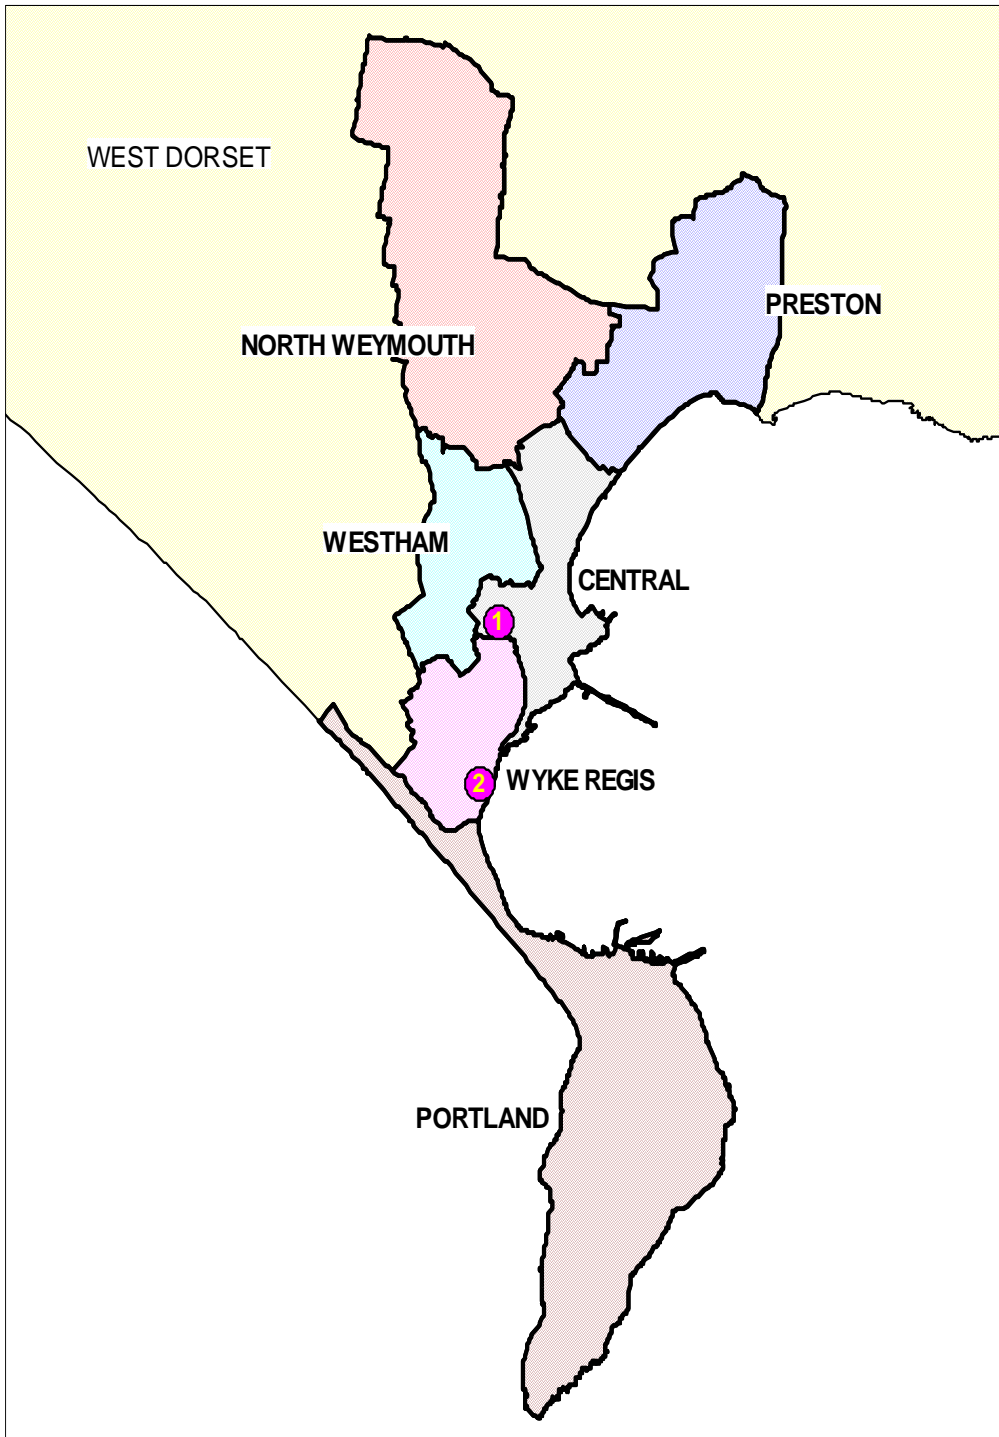 WEST DORSET
PRESTON
NORTH WEYMOUTH
WESTHAM
CENTRAL
1
2
WYKE REGIS
PORTLAND